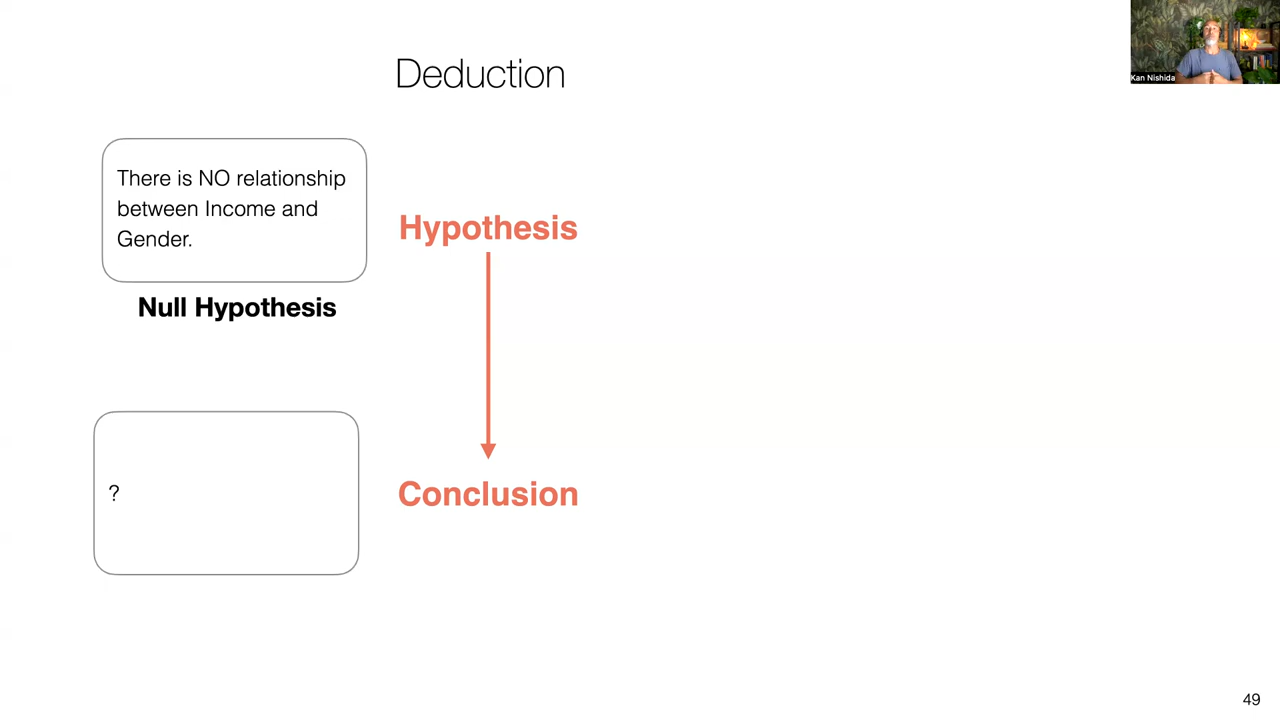 Deduction
Kan Nishida
There is NO relationship
between Income and
Gender.
Hypothesis
Null Hypothesis
?
Conclusion
49